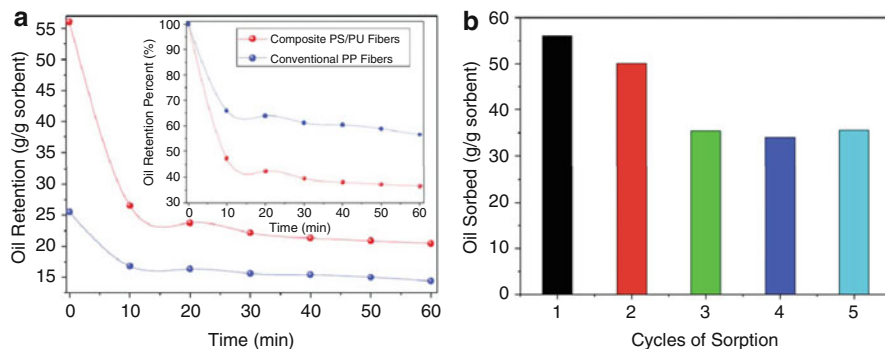 a
Oil Retention (g/g sorbent)
55
50
45
40
35
30
25
20
15
0 10 20 30 40 50 60
Time (min)
Oil Retention Percent (%)
100
90
80
70
60
50
40
30
0 10 20 30 40 50 60
Time (min)
Composite PS/PU Fibers
Conventional PP Fibers
b
Oil Sorbed (g/g sorbent)
60
50
40
30
20
10
0
1 2 3 4 5
Cycles of Sorption